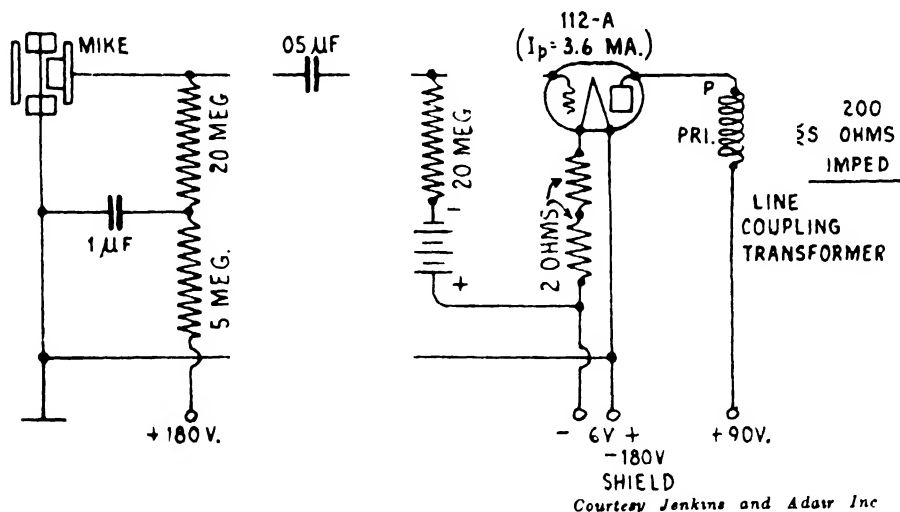 MIKE
05 µF
112-A
(Ip = 3.6 MA.)
20 MEG
1 µF
5 MEG.
20 MEG
-
+
2 OHMS
P
PRI.
S
200
OHMS
IMPED
LINE
COUPLING
TRANSFORMER
+180V.
- 6V +
-180V
SHIELD
+90V.
Courtesy Jenkins and Adair Inc